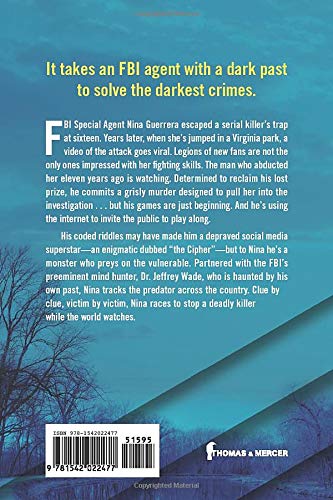 It takes an FBI agent with a dark past
to solve the darkest crimes.
FBI Special Agent Nina Guerrera escaped a serial killer's trap
at sixteen. Years later, when she's jumped in a Virginia park, a
video of the attack goes viral. Legions of new fans are not the
only ones impressed with her fighting skills. The man who abducted
her eleven years ago is watching. Determined to reclaim his lost
prize, he commits a grisly murder designed to pull her into the
investigation . . . but his games are just beginning. And he's using
the internet to invite the public to play along.
His coded riddles may have made him a depraved social media
superstar—an enigmatic dubbed "the Cipher"—but to Nina he's a
monster who preys on the vulnerable. Partnered with the FBI's
preeminent mind hunter, Dr. Jeffrey Wade, who is haunted by his
own past, Nina tracks the predator across the country. Clue by
clue, victim by victim, Nina races to stop a deadly killer
while the world watches.
ISBN 978-1542022477
51595
9 781542 022477
THOMAS & MERCER
Copyrighted Material